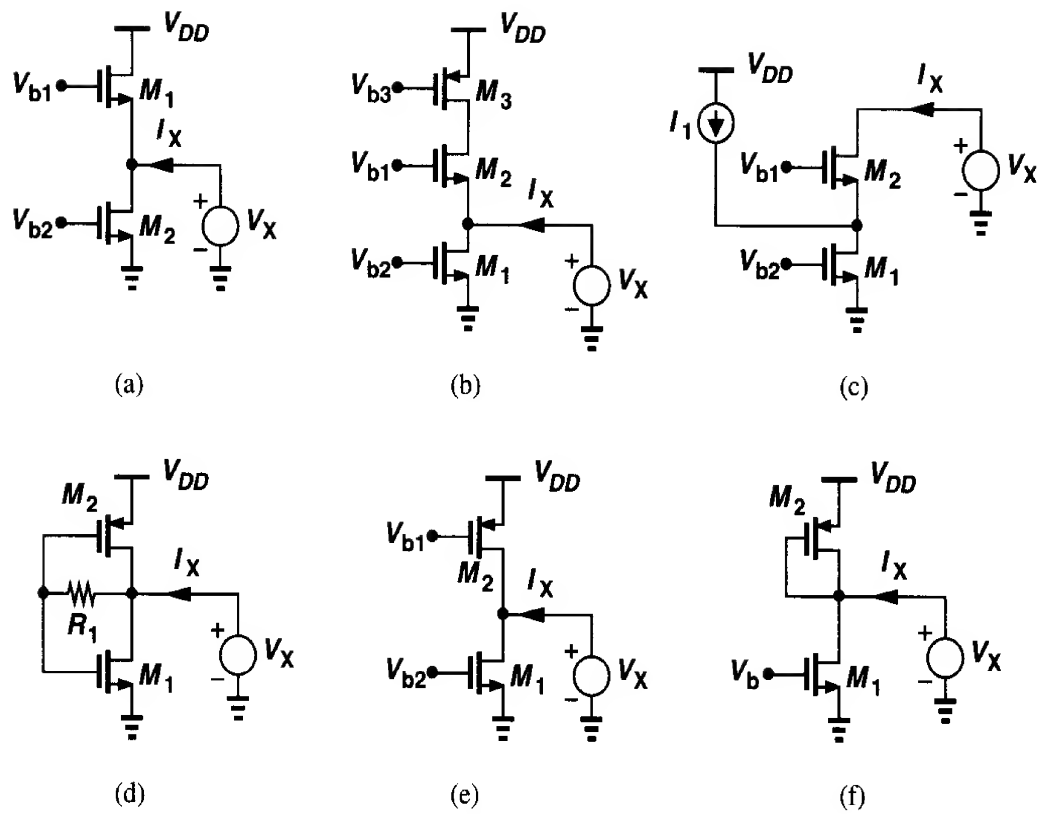 V_DD
V_b1
M_1
I_X
V_b2
M_2
+
−
V_X
(a)
V_DD
V_b3
M_3
V_b1
M_2
I_X
V_b2
M_1
+
−
V_X
(b)
V_DD
I_1
I_X
V_b1
M_2
+
−
V_X
V_b2
M_1
(c)
V_DD
M_2
I_X
R_1
M_1
+
−
V_X
(d)
V_DD
V_b1
M_2
I_X
V_b2
M_1
+
−
V_X
(e)
V_DD
M_2
I_X
V_b
M_1
+
−
V_X
(f)